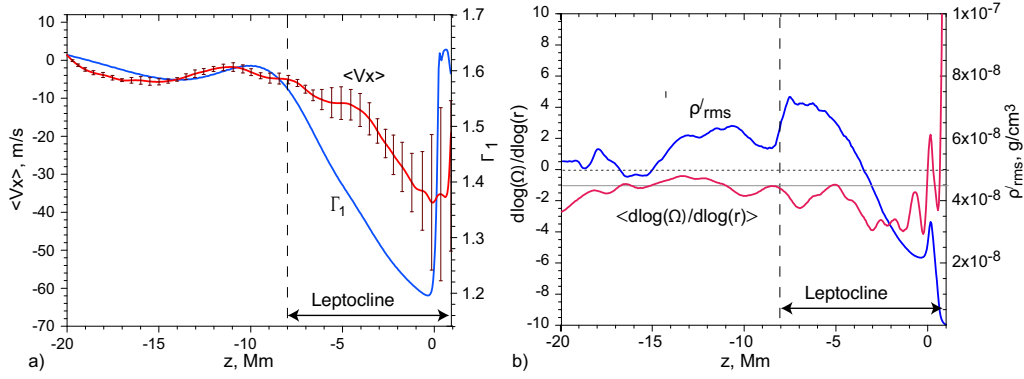 1.7
10
1x10⁻⁷
0
<Vx>
8
-10
1.6
6
8x10⁻⁸
ρ′rms
4
-20
1.5
2
6x10⁻⁸
<Vx>, m/s
Γ₁
dlog(Ω)/dlog(r)
ρ′rms, g/cm³
-30
0
Γ₁
1.4
-2
<dlog(Ω)/dlog(r)>
4x10⁻⁸
-40
-4
-50
1.3
-6
2x10⁻⁸
Leptocline
Leptocline
-60
1.2
-8
-70
-10
-20 -15 -10 -5 0
-20 -15 -10 -5 0
a) z, Mm
b) z, Mm